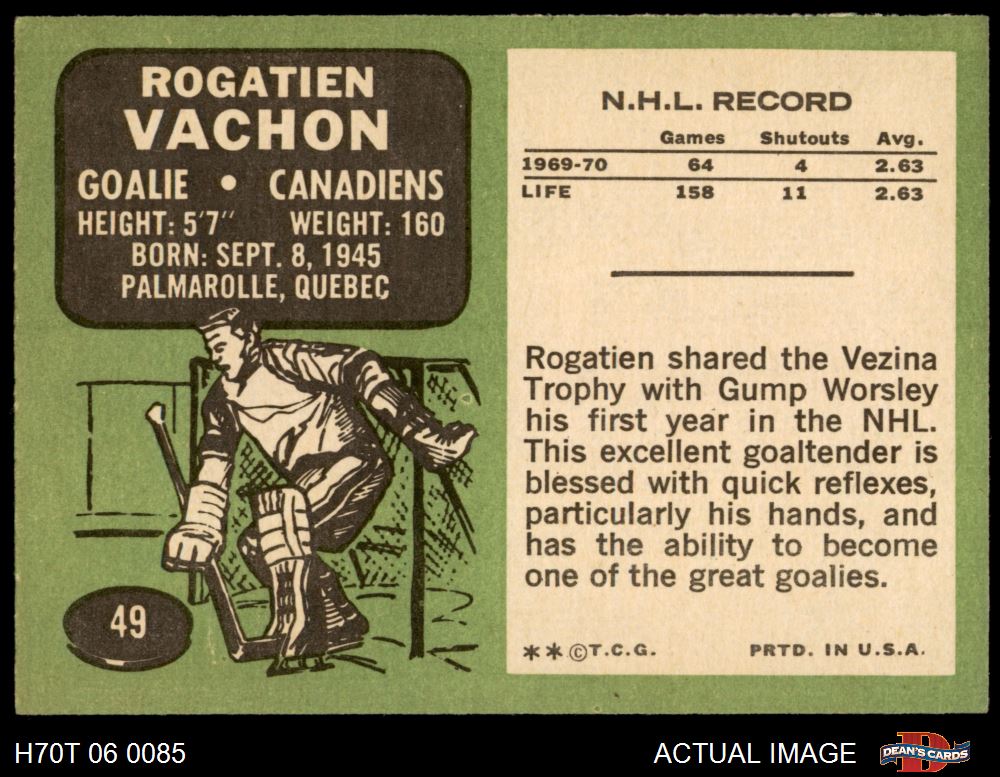 ROGATIEN
VACHON
GOALIE • CANADIENS
HEIGHT: 5'7" WEIGHT: 160
BORN: SEPT. 8, 1945
PALMAROLLE, QUEBEC
49
N.H.L. RECORD
Games Shutouts Avg.
1969-70 64 4 2.63
LIFE 158 11 2.63
Rogatien shared the Vezina
Trophy with Gump Worsley
his first year in the NHL.
This excellent goaltender is
blessed with quick reflexes,
particularly his hands, and
has the ability to become
one of the great goalies.
**©T.C.G. PRTD. IN U.S.A.
H70T 06 0085 ACTUAL IMAGE D DEAN'S CARDS